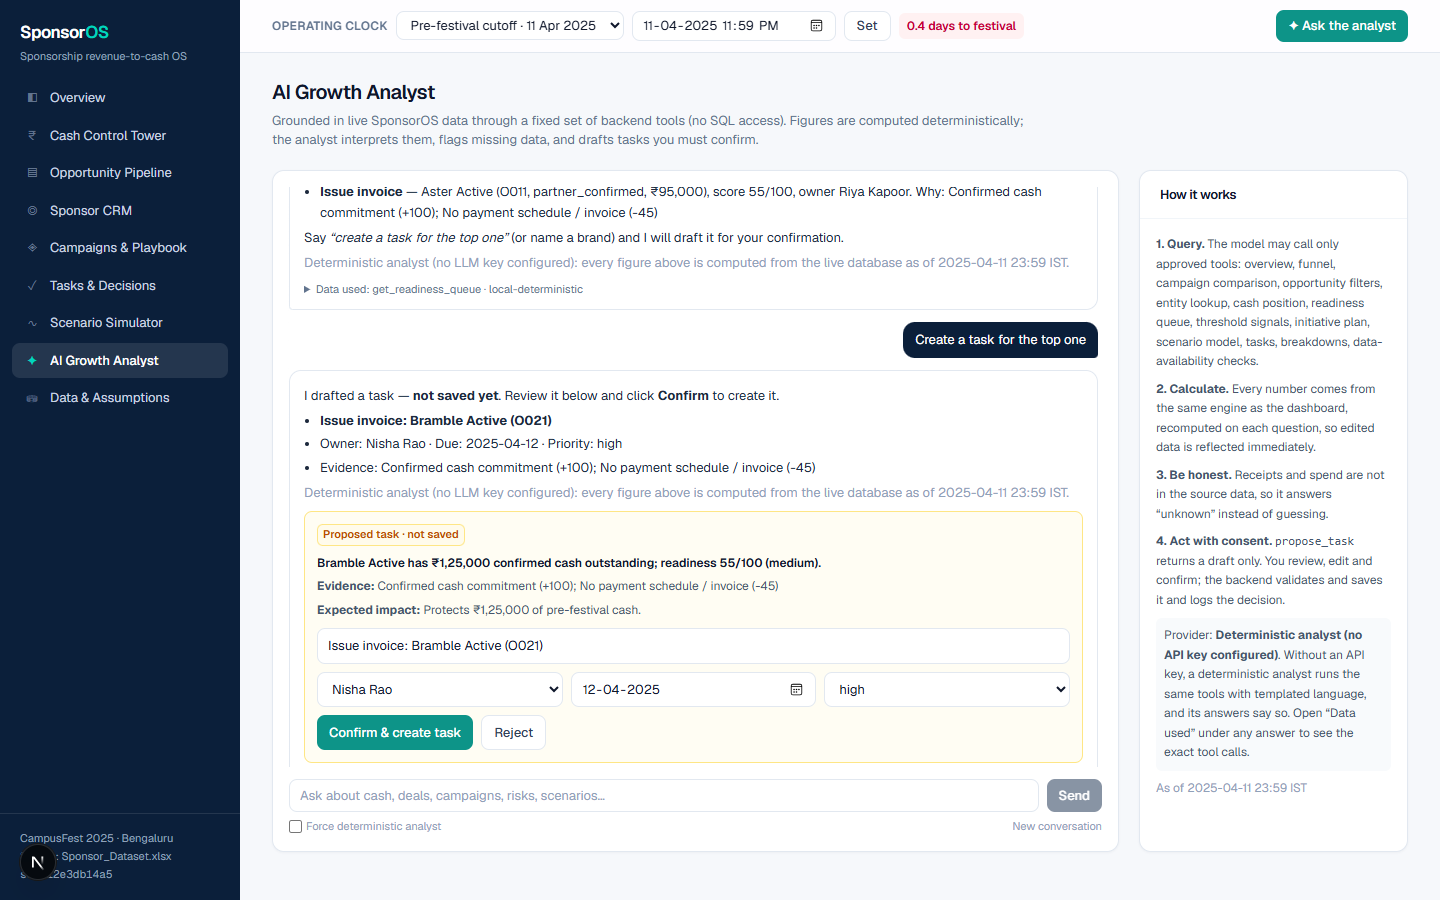 SponsorOS
Sponsorship revenue-to-cash OS
Overview
₹ Cash Control Tower
Opportunity Pipeline
Sponsor CRM
Campaigns & Playbook
✓ Tasks & Decisions
Scenario Simulator
AI Growth Analyst
Data & Assumptions
CampusFest 2025 · Bengaluru
N : Sponsor_Dataset.xlsx
2e3db14a5
OPERATING CLOCK
Pre-festival cutoff · 11 Apr 2025
11-04-2025 11:59 PM
Set
0.4 days to festival
✦ Ask the analyst
AI Growth Analyst
Grounded in live SponsorOS data through a fixed set of backend tools (no SQL access). Figures are computed deterministically;
the analyst interprets them, flags missing data, and drafts tasks you must confirm.
• Issue invoice — Aster Active (O011, partner_confirmed, ₹95,000), score 55/100, owner Riya Kapoor. Why: Confirmed cash
commitment (+100); No payment schedule / invoice (-45)
Say “create a task for the top one” (or name a brand) and I will draft it for your confirmation.
Deterministic analyst (no LLM key configured): every figure above is computed from the live database as of 2025-04-11 23:59 IST.
▶ Data used: get_readiness_queue · local-deterministic
Create a task for the top one
I drafted a task — not saved yet. Review it below and click Confirm to create it.
• Issue invoice: Bramble Active (O021)
• Owner: Nisha Rao · Due: 2025-04-12 · Priority: high
• Evidence: Confirmed cash commitment (+100); No payment schedule / invoice (-45)
Deterministic analyst (no LLM key configured): every figure above is computed from the live database as of 2025-04-11 23:59 IST.
Proposed task · not saved
Bramble Active has ₹1,25,000 confirmed cash outstanding; readiness 55/100 (medium).
Evidence: Confirmed cash commitment (+100); No payment schedule / invoice (-45)
Expected impact: Protects ₹1,25,000 of pre-festival cash.
Issue invoice: Bramble Active (O021)
Nisha Rao
12-04-2025
high
Confirm & create task
Reject
Ask about cash, deals, campaigns, risks, scenarios…
Send
Force deterministic analyst
New conversation
How it works
1. Query. The model may call only
approved tools: overview, funnel,
campaign comparison, opportunity filters,
entity lookup, cash position, readiness
queue, threshold signals, initiative plan,
scenario model, tasks, breakdowns, data-
availability checks.
2. Calculate. Every number comes from
the same engine as the dashboard,
recomputed on each question, so edited
data is reflected immediately.
3. Be honest. Receipts and spend are not
in the source data, so it answers
“unknown” instead of guessing.
4. Act with consent. propose_task
returns a draft only. You review, edit and
confirm; the backend validates and saves
it and logs the decision.
Provider: Deterministic analyst (no
API key configured). Without an API
key, a deterministic analyst runs the
same tools with templated language,
and its answers say so. Open “Data
used” under any answer to see the
exact tool calls.
As of 2025-04-11 23:59 IST